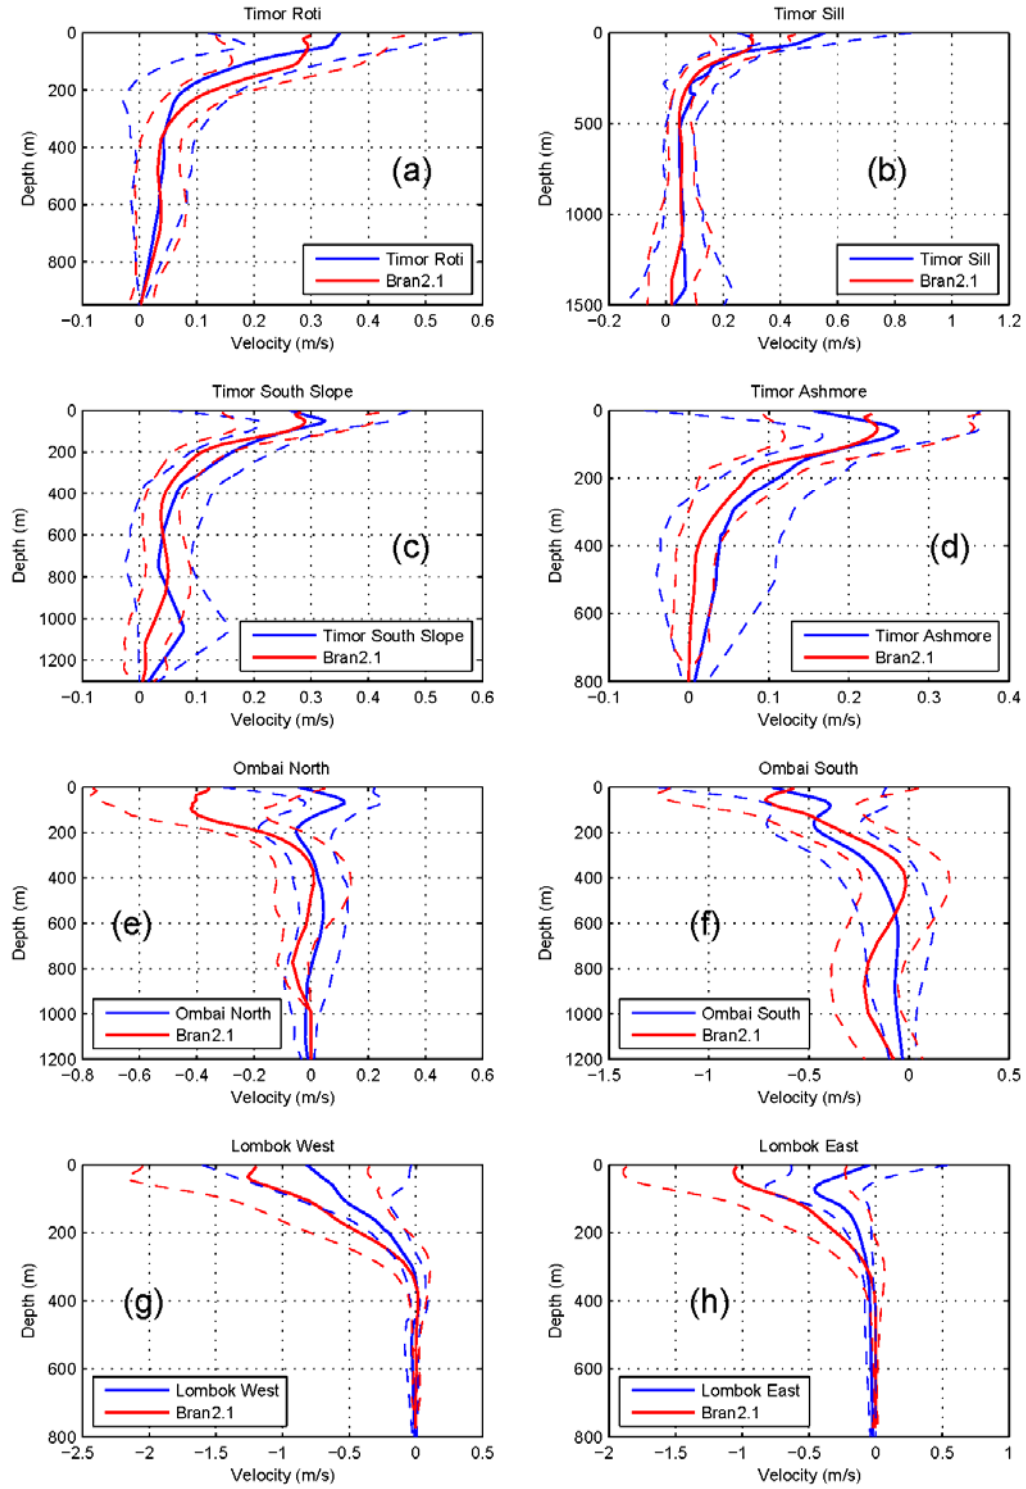 Timor Roti
0
200
400
600
800
Depth (m)
(a)
Timor Roti
Bran2.1
−0.1 0 0.1 0.2 0.3 0.4 0.5 0.6
Velocity (m/s)
Timor Sill
0
500
1000
1500
Depth (m)
(b)
Timor Sill
Bran2.1
−0.2 0 0.2 0.4 0.6 0.8 1 1.2
Velocity (m/s)
Timor South Slope
0
200
400
600
800
1000
1200
Depth (m)
(c)
Timor South Slope
Bran2.1
−0.1 0 0.1 0.2 0.3 0.4 0.5 0.6
Velocity (m/s)
Timor Ashmore
0
200
400
600
800
Depth (m)
(d)
Timor Ashmore
Bran2.1
−0.1 0 0.1 0.2 0.3 0.4
Velocity (m/s)
Ombai North
0
200
400
600
800
1000
1200
Depth (m)
(e)
Ombai North
Bran2.1
−0.8 −0.6 −0.4 −0.2 0 0.2 0.4 0.6
Velocity (m/s)
Ombai South
0
200
400
600
800
1000
1200
Depth (m)
(f)
Ombai South
Bran2.1
−1.5 −1 −0.5 0 0.5
Velocity (m/s)
Lombok West
0
200
400
600
800
Depth (m)
(g)
Lombok West
Bran2.1
−2.5 −2 −1.5 −1 −0.5 0 0.5
Velocity (m/s)
Lombok East
0
200
400
600
800
Depth (m)
(h)
Lombok East
Bran2.1
−2 −1.5 −1 −0.5 0 0.5 1
Velocity (m/s)